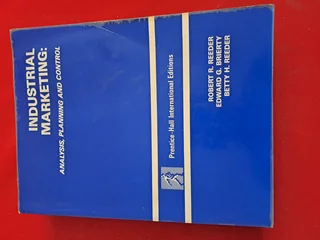 INDUSTRIAL
MARKETING:
ANALYSIS, PLANNING AND CONTROL
Prentice-Hall International Editions
ROBERT R. REEDER
EDWARD G. BRIERTY
BETTY H. REEDER